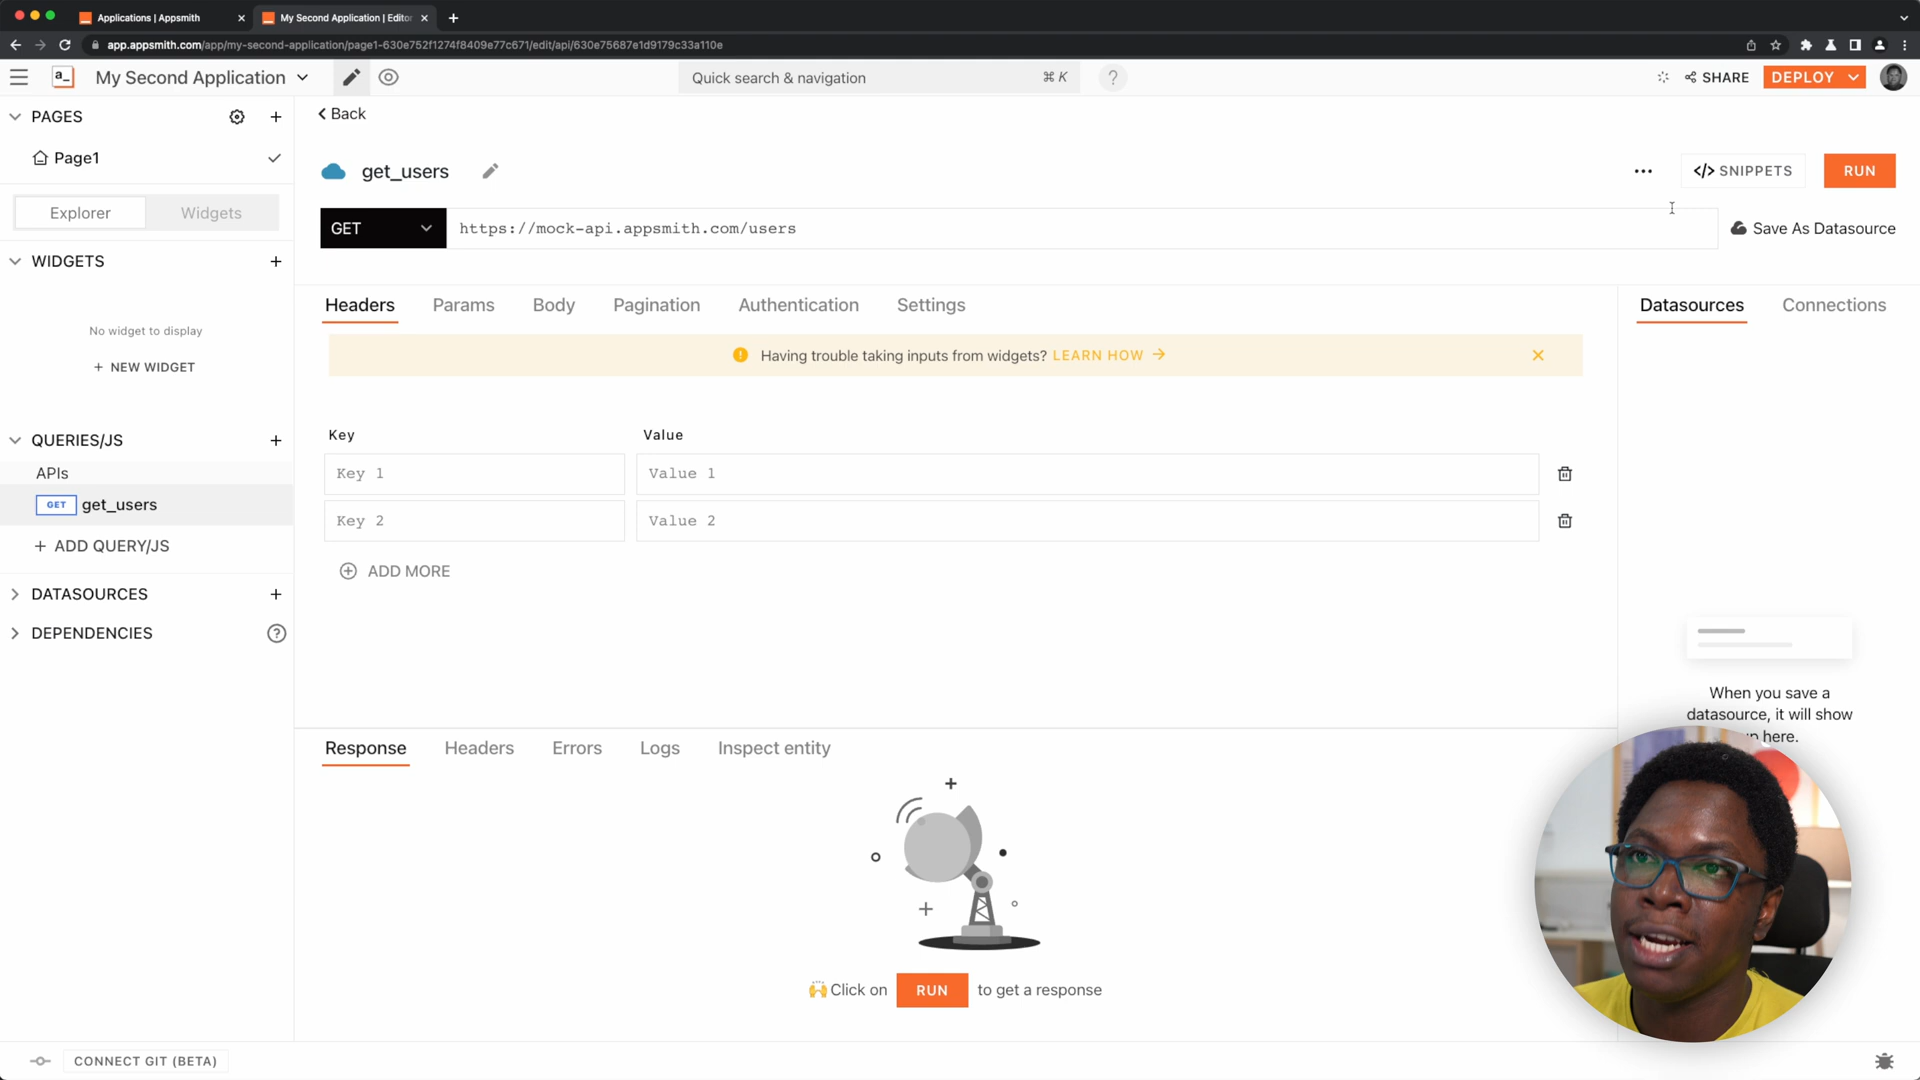 Applications | Appsmith
My Second Application | Editor
app.appsmith.com/app/my-second-application/page1-630e752f1274f8409e77c671/edit/api/630e75687e1d9179c33a110e
a_
My Second Application
Quick search & navigation
⌘ K
?
SHARE
DEPLOY
PAGES
Page1
Explorer
Widgets
WIDGETS
No widget to display
+ NEW WIDGET
QUERIES/JS
APIs
GET get_users
+ ADD QUERY/JS
DATASOURCES
DEPENDENCIES
?
CONNECT GIT (BETA)
Back
get_users
SNIPPETS
RUN
GET
https://mock-api.appsmith.com/users
Save As Datasource
Headers
Params
Body
Pagination
Authentication
Settings
Having trouble taking inputs from widgets? LEARN HOW
Key
Value
Key 1
Value 1
Key 2
Value 2
ADD MORE
Response
Headers
Errors
Logs
Inspect entity
🙌 Click on RUN to get a response
Datasources
Connections
When you save a
datasource, it will show
up here.